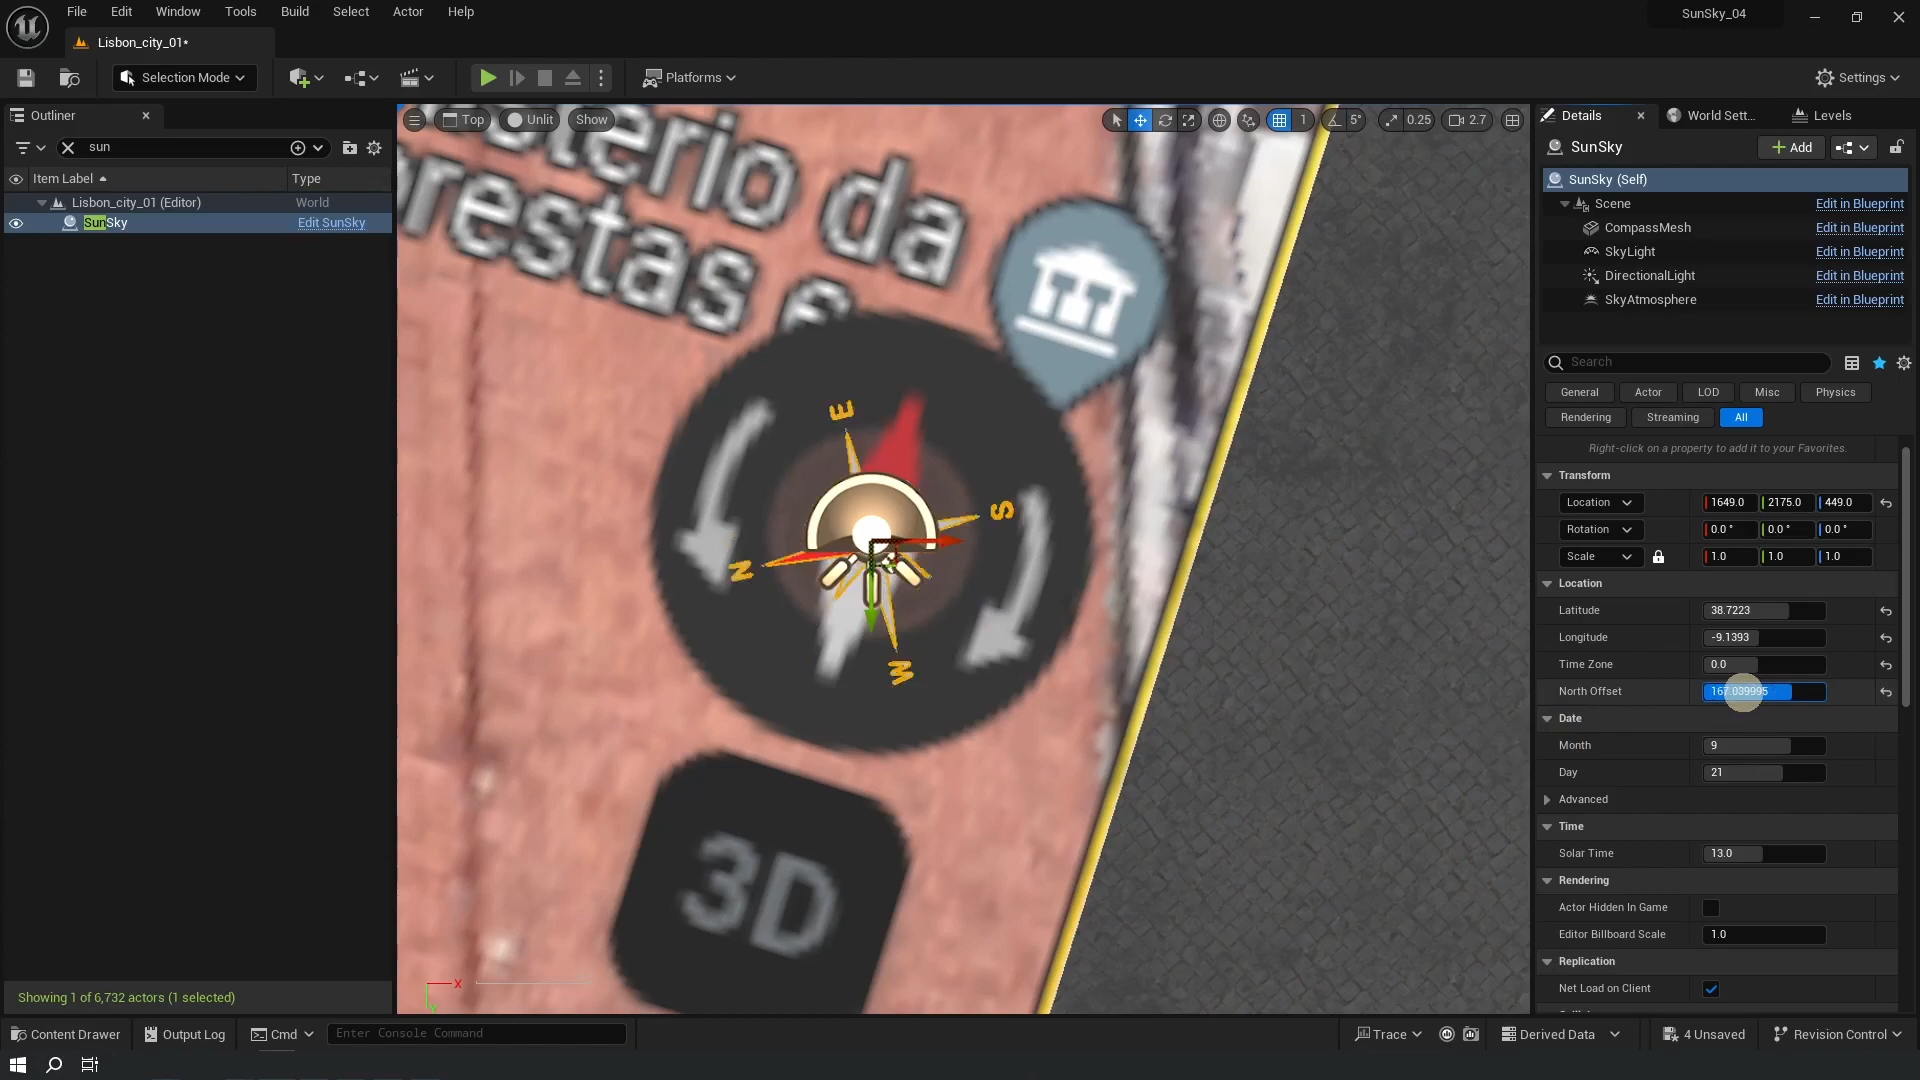 File Edit Window Tools Build Select Actor Help
SunSky_04
Lisbon_city_01*
Selection Mode
Platforms
Settings
Outliner
sun
Item Label
Type
Lisbon_city_01 (Editor)
World
SunSky
Edit SunSky
Showing 1 of 6,732 actors (1 selected)
Top
Unlit
Show
1
5°
0.25
2.7
stério da
orestas e
E
S
N
W
3D
X
Details
World Sett...
Levels
SunSky
Add
SunSky (Self)
Scene
Edit in Blueprint
CompassMesh
Edit in Blueprint
SkyLight
Edit in Blueprint
DirectionalLight
Edit in Blueprint
SkyAtmosphere
Edit in Blueprint
Search
General Actor LOD Misc Physics
Rendering Streaming All
Right-click on a property to add it to your Favorites.
Transform
Location 1649.0 2175.0 449.0
Rotation 0.0 ° 0.0 ° 0.0 °
Scale 1.0 1.0 1.0
Location
Latitude 38.7223
Longitude -9.1393
Time Zone 0.0
North Offset 167.039995
Date
Month 9
Day 21
Advanced
Time
Solar Time 13.0
Rendering
Actor Hidden In Game
Editor Billboard Scale 1.0
Replication
Net Load on Client
Content Drawer
Output Log
Cmd
Enter Console Command
Trace
Derived Data
4 Unsaved
Revision Control